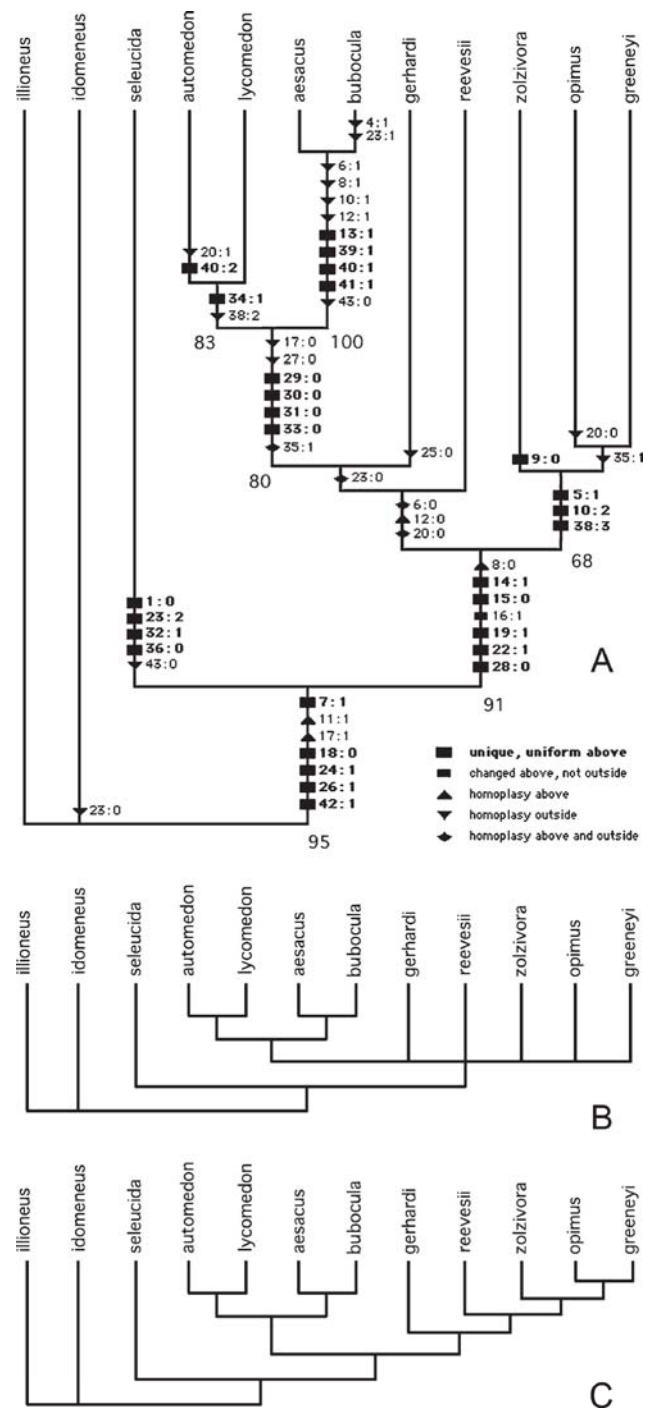 illioneus
idomeneus
seleucida
automedon
lycomedon
aesacus
bubocula
gerhardi
reevesii
zolzivora
opimus
greeneyi
4:1
23:1
6:1
8:1
10:1
12:1
13:1
39:1
40:1
41:1
43:0
20:1
40:2
34:1
38:2
83
100
17:0
27:0
29:0
30:0
31:0
33:0
35:1
80
25:0
23:0
6:0
12:0
20:0
20:0
35:1
9:0
5:1
10:2
38:3
68
8:0
14:1
15:0
16:1
19:1
22:1
28:0
91
1:0
23:2
32:1
36:0
43:0
7:1
11:1
17:1
18:0
24:1
26:1
42:1
95
23:0
A
unique, uniform above
changed above, not outside
homoplasy above
homoplasy outside
homoplasy above and outside
illioneus
idomeneus
seleucida
automedon
lycomedon
aesacus
bubocula
gerhardi
reevesii
zolzivora
opimus
greeneyi
B
illioneus
idomeneus
seleucida
automedon
lycomedon
aesacus
bubocula
gerhardi
reevesii
zolzivora
opimus
greeneyi
C